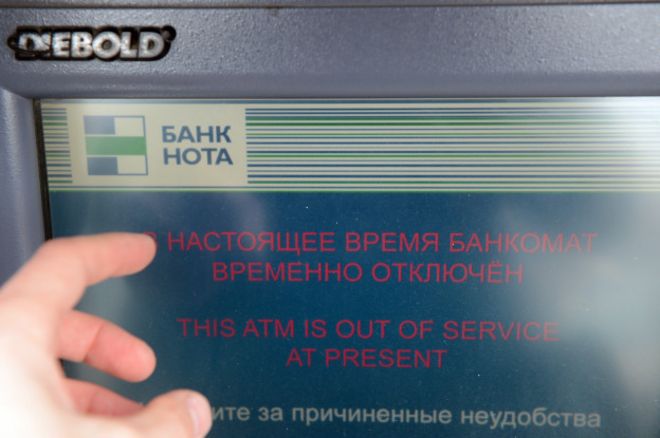 DIEBOLD
БАНК
НОТА
В НАСТОЯЩЕЕ ВРЕМЯ БАНКОМАТ
ВРЕМЕННО ОТКЛЮЧЁН
THIS ATM IS OUT OF SERVICE
AT PRESENT
за причиненные неудобства